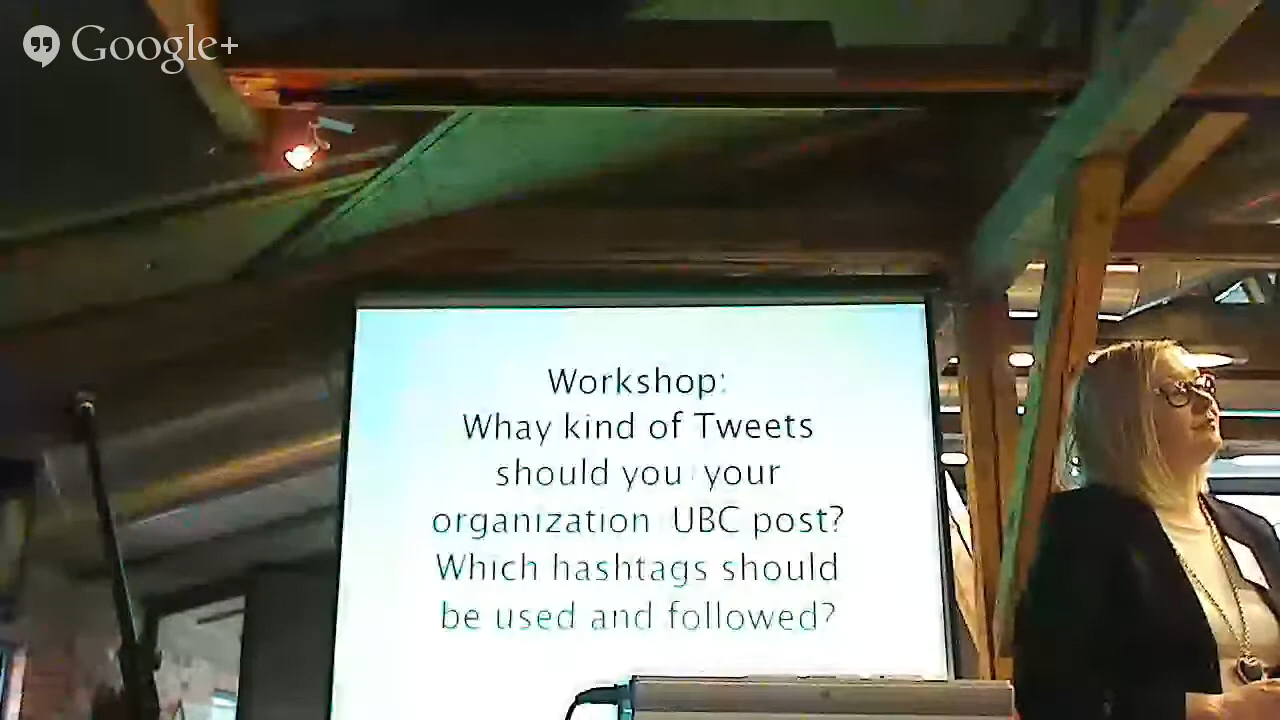 Google+
Workshop:
Whay kind of Tweets
should you your
organization UBC post?
Which hashtags should
be used and followed?